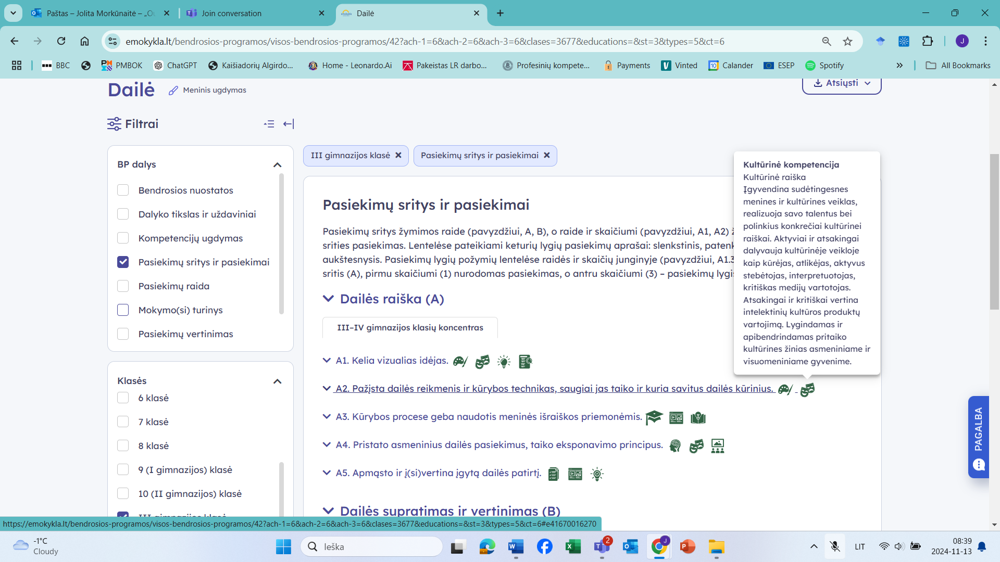 Paštas – Jolita Morkūnaitė – „Ou
Join conversation
Dailė
emokykla.lt/bendrosios-programos/visos-bendrosios-programos/42?ach-1=6&ach-2=6&ach-3=6&clases=3677&educations=&st=3&types=5&ct=6
J
BBC
PMBOK
ChatGPT
Kaišiadorių Algirdo...
Home - Leonardo.Ai
Pakeistas LR darbo...
Profesinių kompete...
Payments
Vinted
Calander
ESEP
Spotify
All Bookmarks
Dailė
Meninis ugdymas
Atsiųsti
Filtrai
BP dalys
Bendrosios nuostatos
Dalyko tikslas ir uždaviniai
Kompetencijų ugdymas
Pasiekimų sritys ir pasiekimai
Pasiekimų raida
Mokymo(si) turinys
Pasiekimų vertinimas
Klasės
6 klasė
7 klasė
8 klasė
9 (I gimnazijos) klasė
10 (II gimnazijos) klasė
III gimnazijos klasė
III gimnazijos klasė
Pasiekimų sritys ir pasiekimai
Pasiekimų sritys ir pasiekimai
Pasiekimų sritys žymimos raide (pavyzdžiui, A, B), o raide ir skaičiumi (pavyzdžiui, A1, A2)
srities pasiekimas. Lentelėse pateikiami keturių lygių pasiekimų aprašai: slenkstinis, patenk
aukštesnysis. Pasiekimų lygių požymių lentelėse raidės ir skaičių junginyje (pavyzdžiui, A1.3
sritis (A), pirmu skaičiumi (1) nurodomas pasiekimas, o antru skaičiumi (3) – pasiekimų lygis
Dailės raiška (A)
III–IV gimnazijos klasių koncentras
A1. Kelia vizualias idėjas.
A2. Pažįsta dailės reikmenis ir kūrybos technikas, saugiai jas taiko ir kuria savitus dailės kūrinius.
A3. Kūrybos procese geba naudotis meninės išraiškos priemonėmis.
A4. Pristato asmeninius dailės pasiekimus, taiko eksponavimo principus.
A5. Apmąsto ir į(si)vertina įgytą dailės patirtį.
Dailės supratimas ir vertinimas (B)
Kultūrinė kompetencija
Kultūrinė raiška
Įgyvendina sudėtingesnes
menines ir kultūrines veiklas,
realizuoja savo talentus bei
polinkius konkrečiai kultūrinei
raiškai. Aktyviai ir atsakingai
dalyvauja kultūrinėje veikloje
kaip kūrėjas, atlikėjas, aktyvus
stebėtojas, interpretuotojas,
kritiškas medijų vartotojas.
Atsakingai ir kritiškai vertina
intelektinių kultūros produktų
vartojimą. Lygindamas ir
apibendrindamas pritaiko
kultūrines žinias asmeniniame ir
visuomeniniame gyvenime.
PAGALBA
https://emokykla.lt/bendrosios-programos/visos-bendrosios-programos/42?ach-1=6&ach-2=6&ach-3=6&clases=3677&educations=&st=3&types=5&ct=6#e41670016270
-1°C
Cloudy
Ieška
2
J
LIT
08:39
2024-11-13